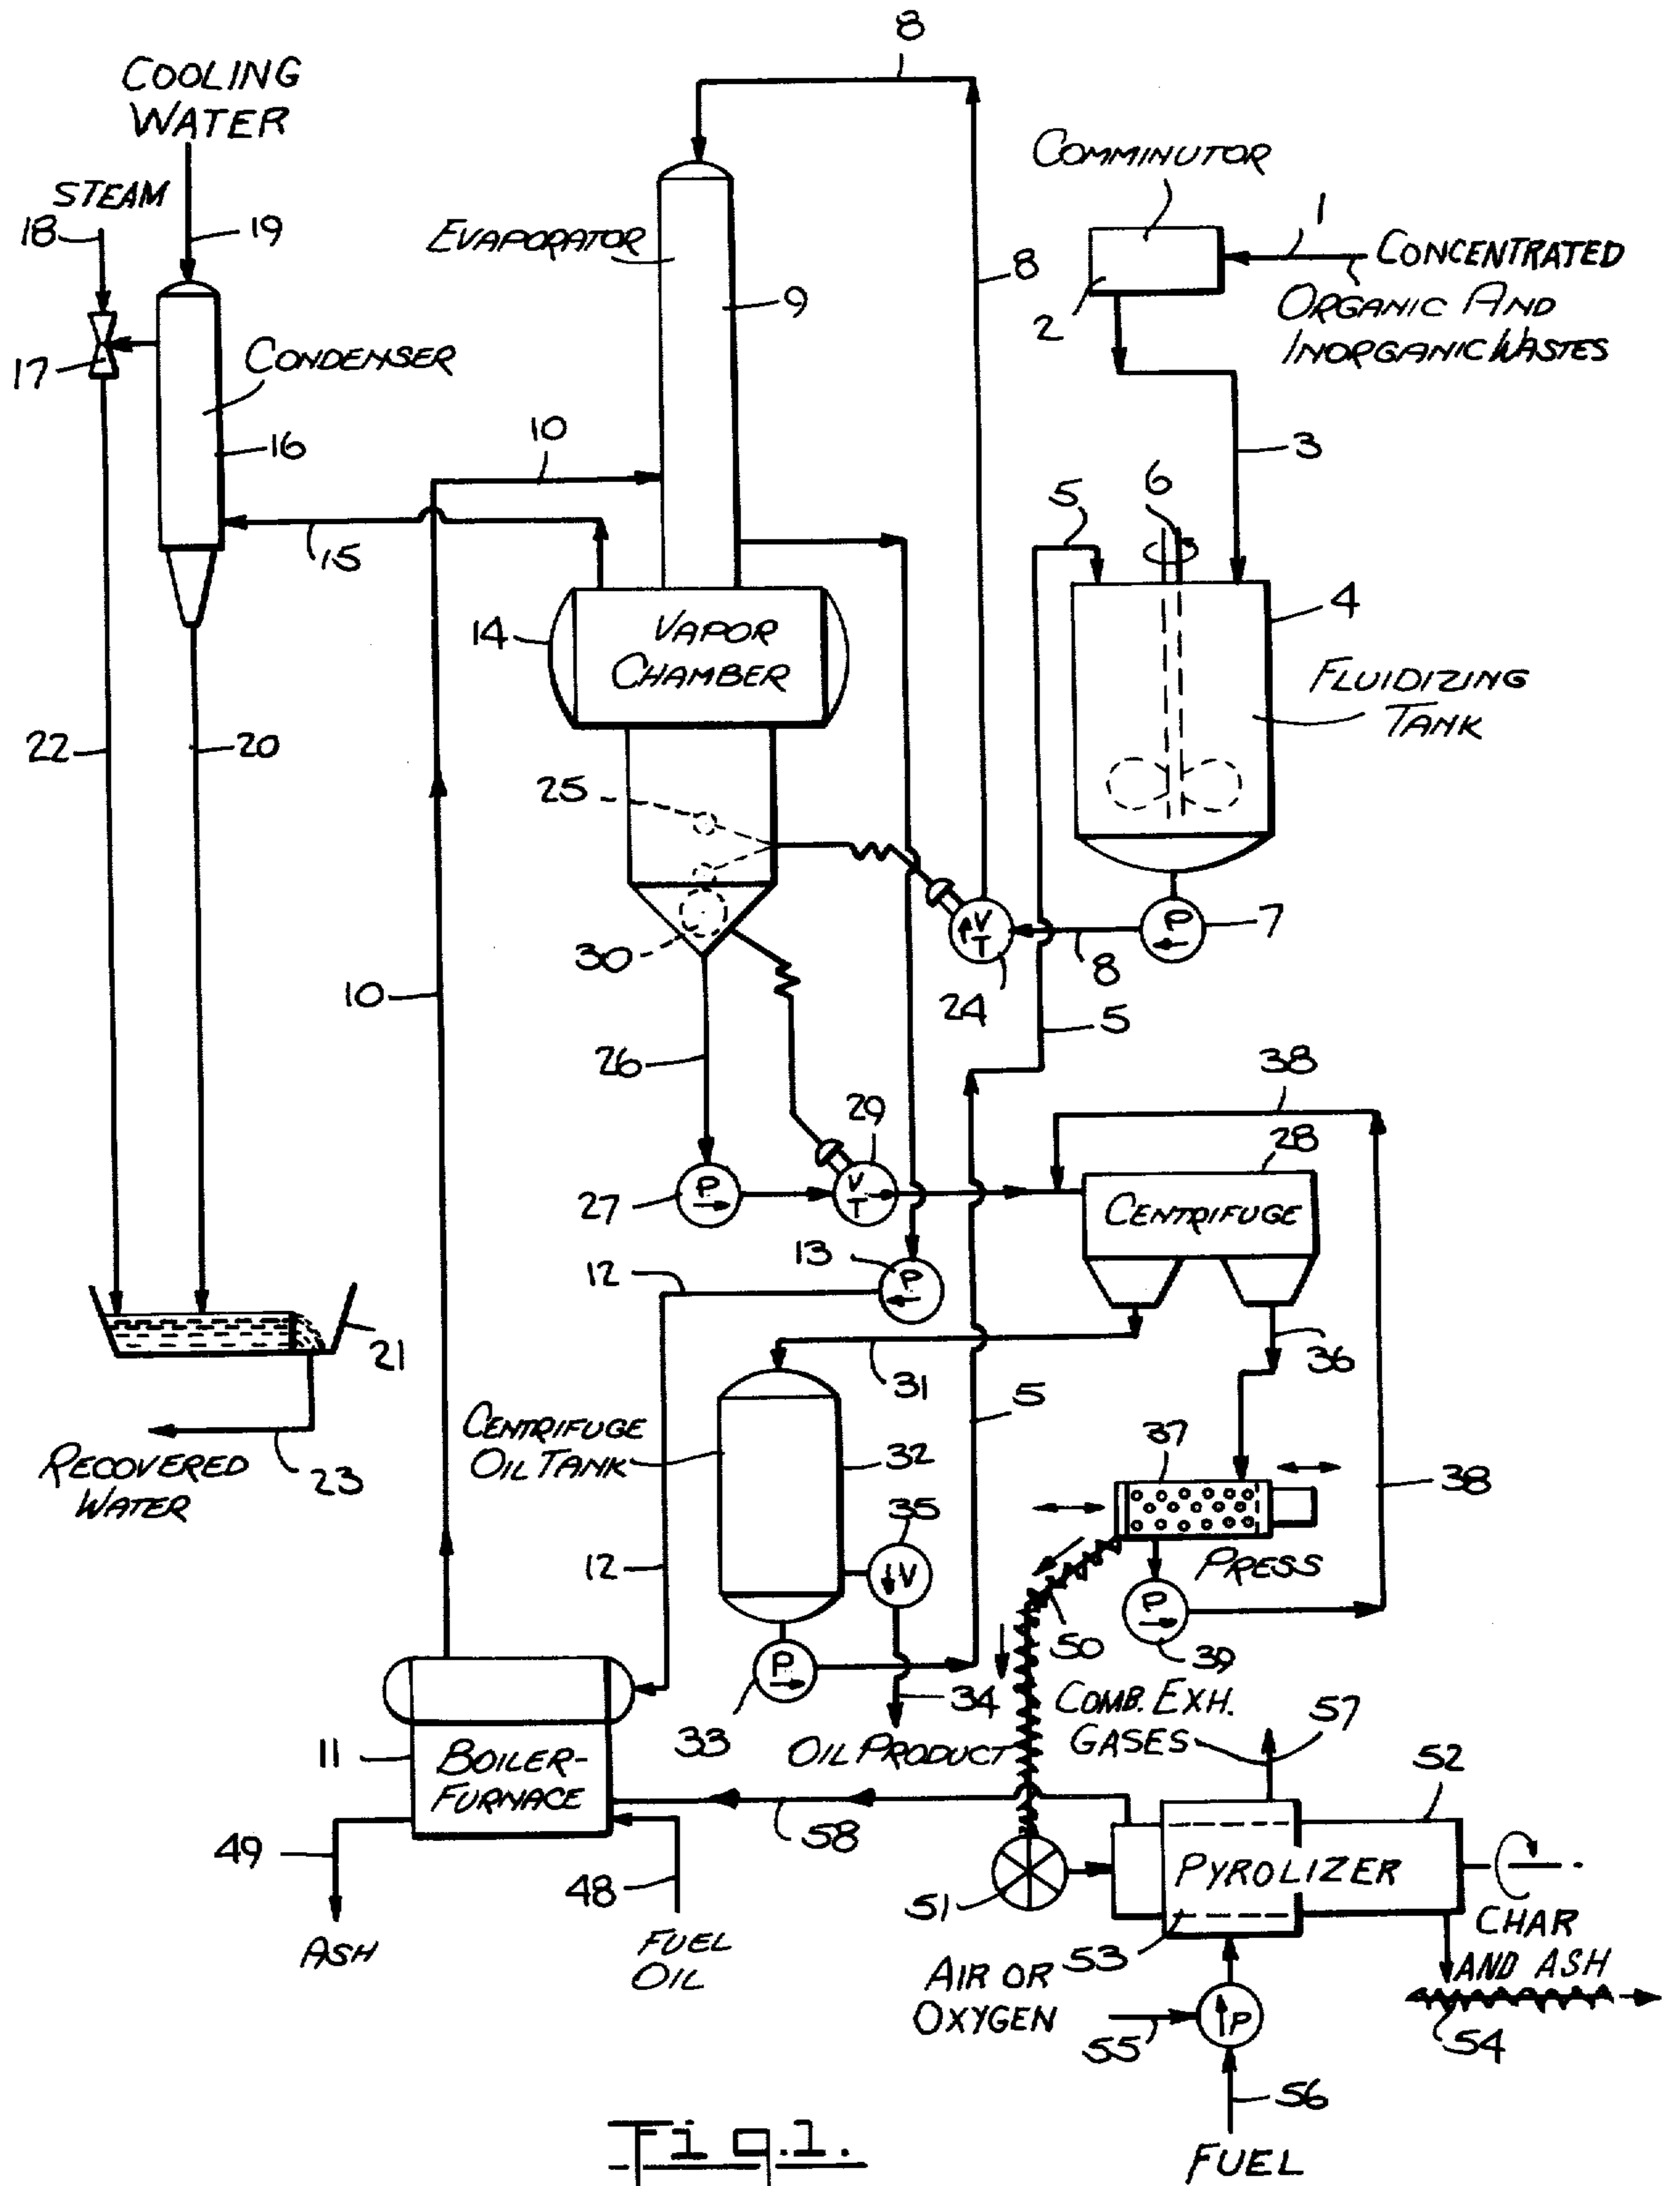 8
COOLING
WATER
COMMINUTOR
STEAM
18
19
EVAPORATOR
8
1
CONCENTRATED
ORGANIC AND
INORGANIC WASTES
2
9
17
CONDENSER
16
10
3
5
6
15
14
VAPOR
CHAMBER
4
FLUIDIZING
TANK
22
20
25
V
T
P
7
30
8
24
10
5
26
38
29
28
P
27
V
T
CENTRIFUGE
13
P
12
21
31
36
5
CENTRIFUGE
OIL TANK
32
37
RECOVERED
WATER
23
38
35
V
12
PRESS
P
50
39
P
33
34
COMB. EXH.
GASES
57
OIL PRODUCT
11
BOILER-
FURNACE
52
58
49
48
51
PYROLIZER
CHAR
AND ASH
53
ASH
FUEL
OIL
AIR OR
OXYGEN
P
55
54
56
FUEL
Fig.1.